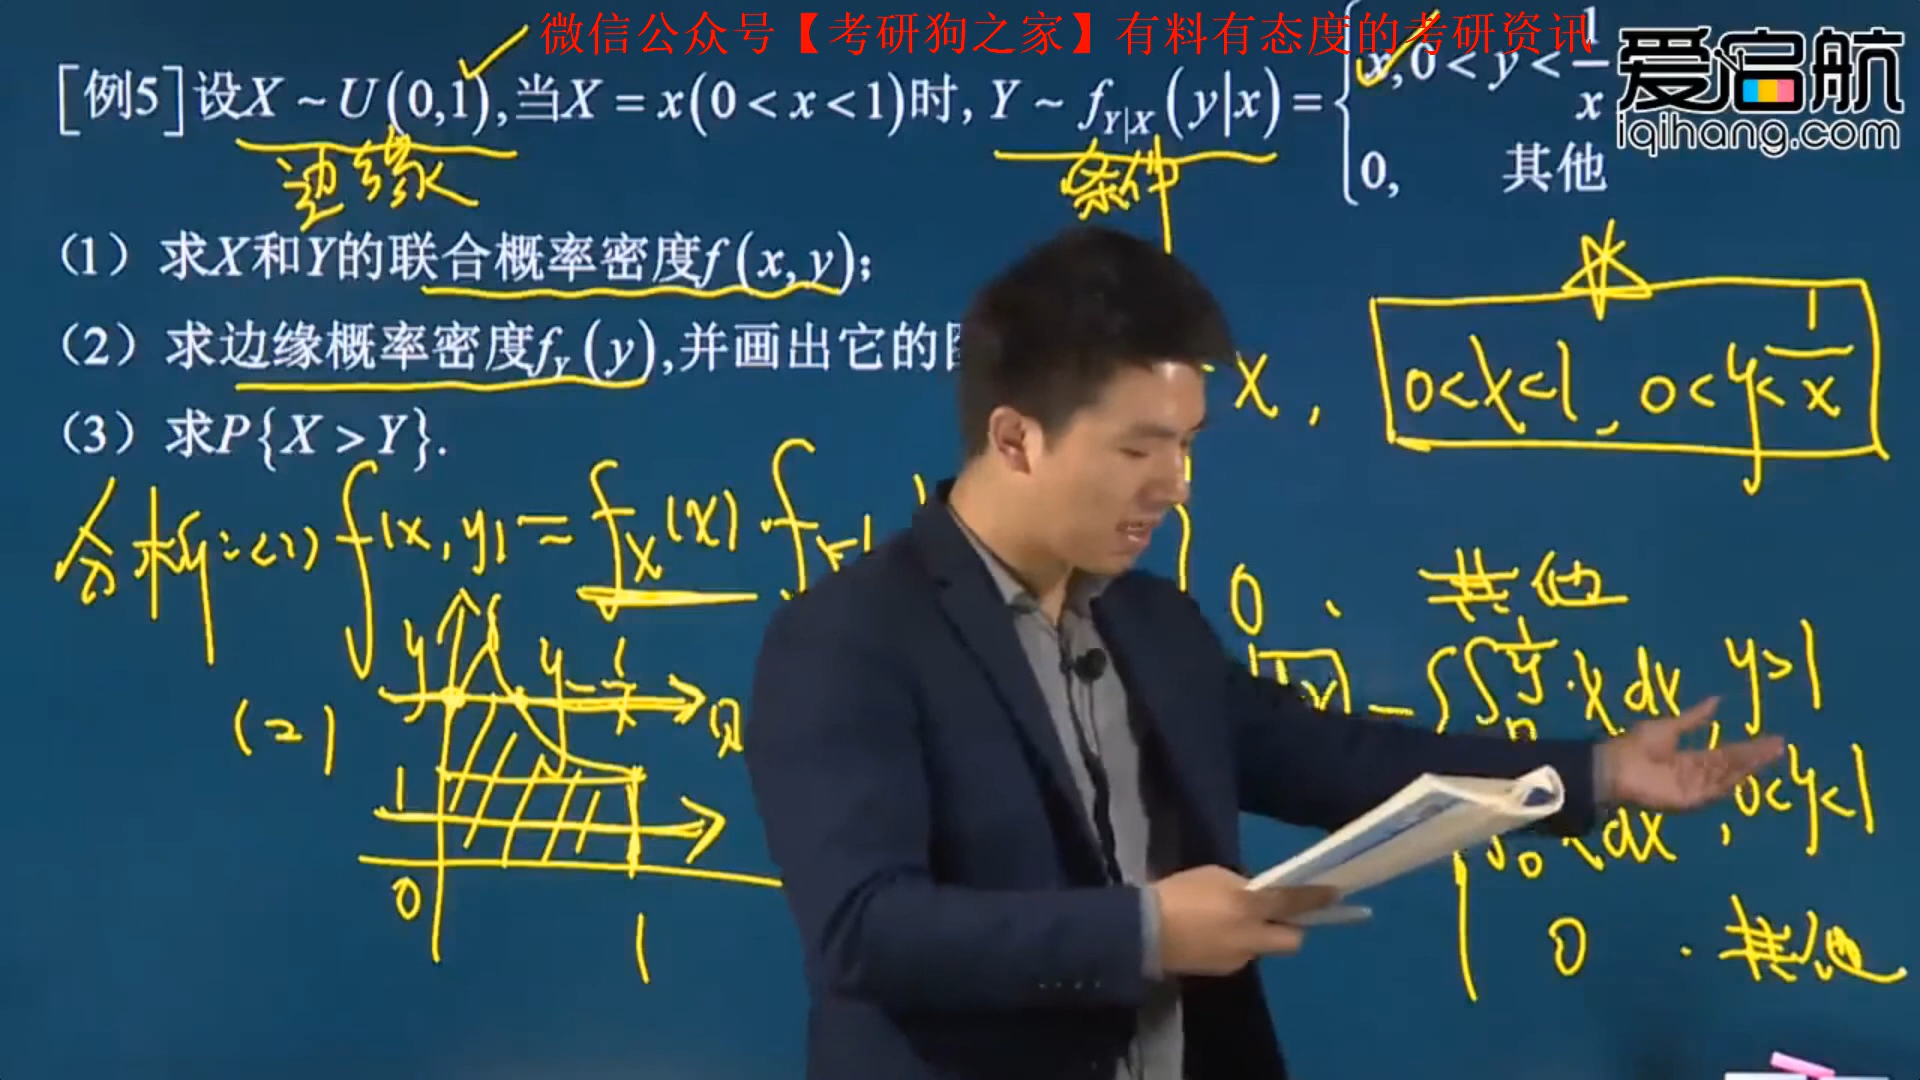 微信公众号【考研狗之家】有料有态度的考研资讯
爱启航
iqihang.com
[例5]设X ~ U(0,1),当X = x(0 < x < 1)时, Y ~ f_{Y|X}(y|x) = { x, 0 < y < 1/x
0, 其他
边缘
条件
(1) 求X和Y的联合概率密度f(x, y);
(2) 求边缘概率密度f_Y(y),并画出它的
x, 0<x<1, 0<y<1/x
(3) 求P{X > Y}.
分析:(1) f(x,y) = f_X(x)·f
0, 其他
y
y=1/x
(2)
∫_0^{1/y} x dx, y>1
1
dx, 0<y<1
0
1
0, 其他